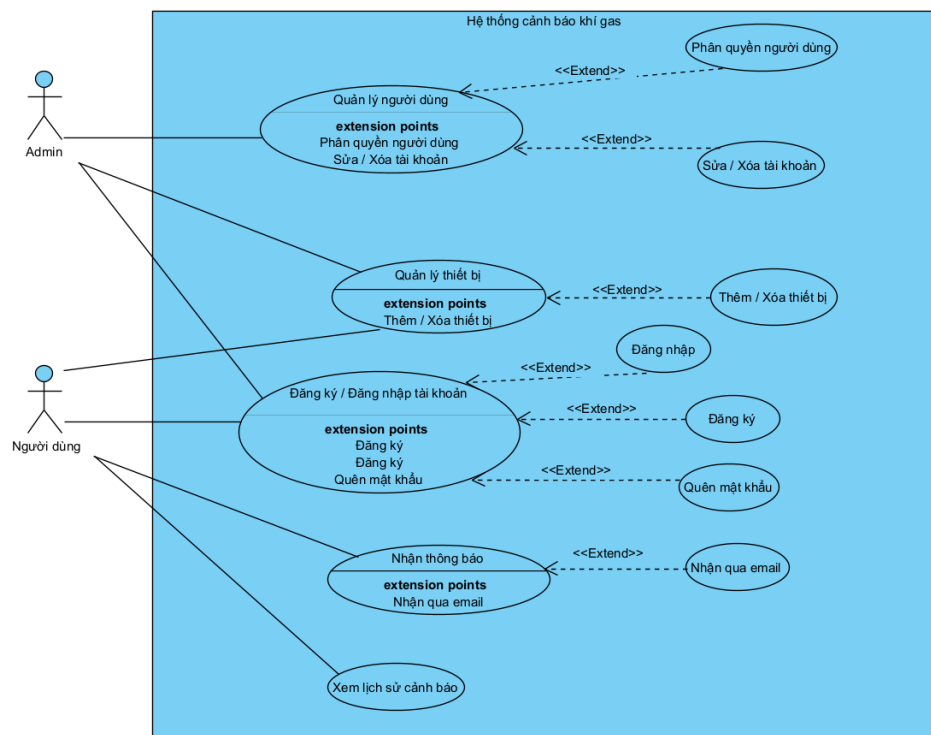 Hệ thống cảnh báo khí gas
Phân quyền người dùng
<<Extend>>
Quản lý người dùng
extension points
Phân quyền người dùng
Sửa / Xóa tài khoản
<<Extend>>
Sửa / Xóa tài khoản
Admin
Quản lý thiết bị
extension points
Thêm / Xóa thiết bị
<<Extend>>
Thêm / Xóa thiết bị
Đăng nhập
<<Extend>>
Đăng ký / Đăng nhập tài khoản
extension points
Đăng ký
Đăng ký
Quên mật khẩu
<<Extend>>
Đăng ký
Người dùng
<<Extend>>
Quên mật khẩu
Nhận thông báo
extension points
Nhận qua email
<<Extend>>
Nhận qua email
Xem lịch sử cảnh báo